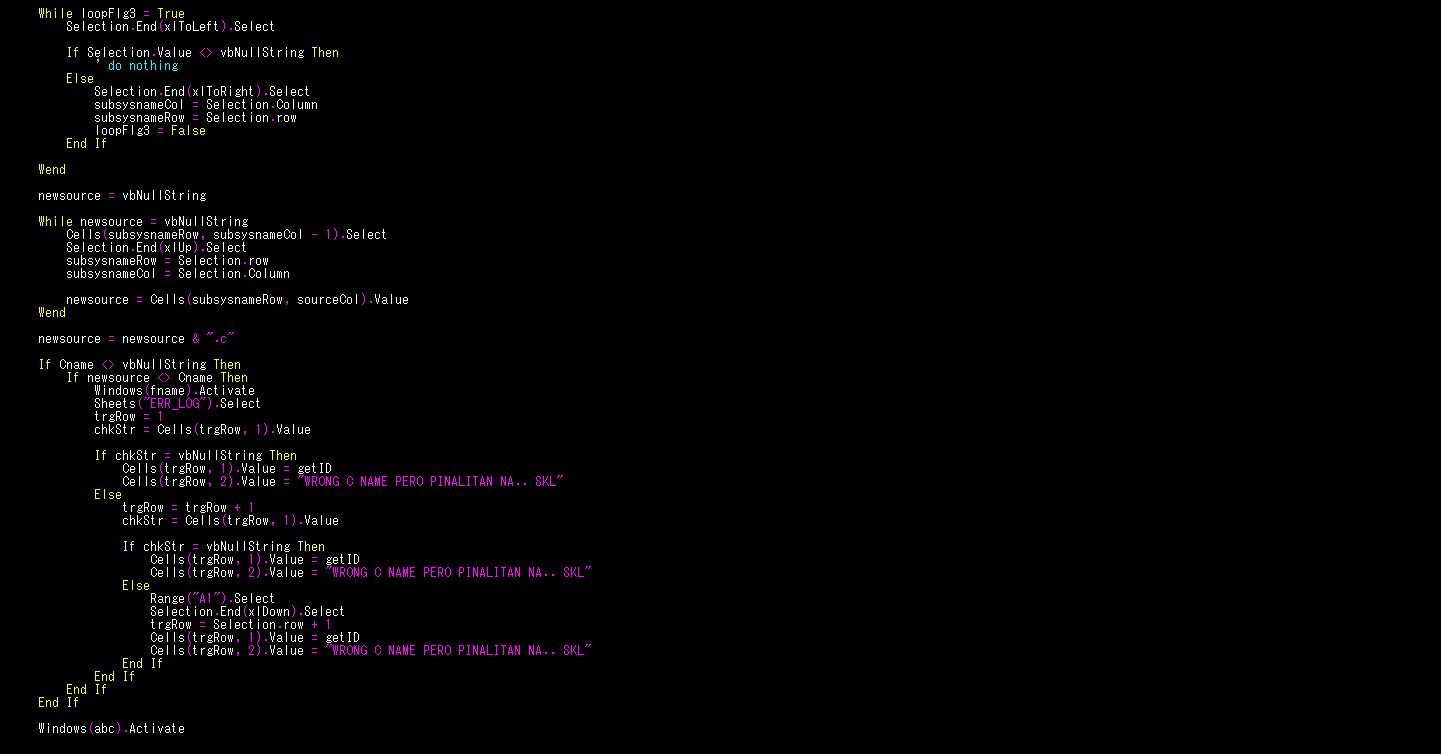 While loopFlg3 = True
Selection.End(xlToLeft).Select
If Selection.Value <> vbNullString Then
' do nothing
Else
Selection.End(xlToRight).Select
subsysnameCol = Selection.Column
subsysnameRow = Selection.row
loopFlg3 = False
End If
Wend
newsource = vbNullString
While newsource = vbNullString
Cells(subsysnameRow, subsysnameCol - 1).Select
Selection.End(xlUp).Select
subsysnameRow = Selection.row
subsysnameCol = Selection.Column
newsource = Cells(subsysnameRow, sourceCol).Value
Wend
newsource = newsource & ".c"
If Cname <> vbNullString Then
If newsource <> Cname Then
Windows(fname).Activate
Sheets("ERR_LOG").Select
trgRow = 1
chkStr = Cells(trgRow, 1).Value
If chkStr = vbNullString Then
Cells(trgRow, 1).Value = getID
Cells(trgRow, 2).Value = "WRONG C NAME PERO PINALITAN NA.. SKL"
Else
trgRow = trgRow + 1
chkStr = Cells(trgRow, 1).Value
If chkStr = vbNullString Then
Cells(trgRow, 1).Value = getID
Cells(trgRow, 2).Value = "WRONG C NAME PERO PINALITAN NA.. SKL"
Else
Range("A1").Select
Selection.End(xlDown).Select
trgRow = Selection.row + 1
Cells(trgRow, 1).Value = getID
Cells(trgRow, 2).Value = "WRONG C NAME PERO PINALITAN NA.. SKL"
End If
End If
End If
End If
Windows(abc).Activate